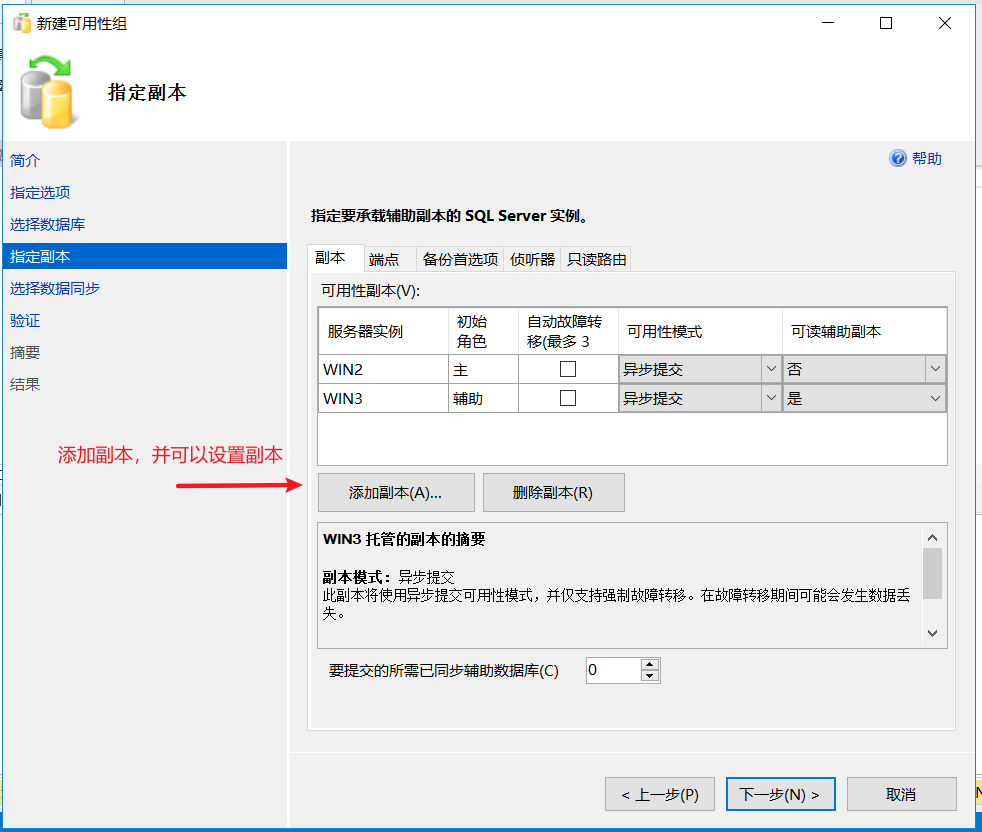 新建可用性组
指定副本
简介
指定选项
选择数据库
指定副本
选择数据同步
验证
摘要
结果
帮助
指定要承载辅助副本的 SQL Server 实例。
副本 端点 备份首选项 侦听器 只读路由
可用性副本(V):
服务器实例 初始角色 自动故障转移(最多 3 可用性模式 可读辅助副本
WIN2 主 异步提交 否
WIN3 辅助 异步提交 是
添加副本，并可以设置副本
添加副本(A)... 删除副本(R)
WIN3 托管的副本的摘要
副本模式：异步提交
此副本将使用异步提交可用性模式，并仅支持强制故障转移。在故障转移期间可能会发生数据丢
失。
要提交的所需已同步辅助数据库(C) 0
< 上一步(P) 下一步(N) > 取消